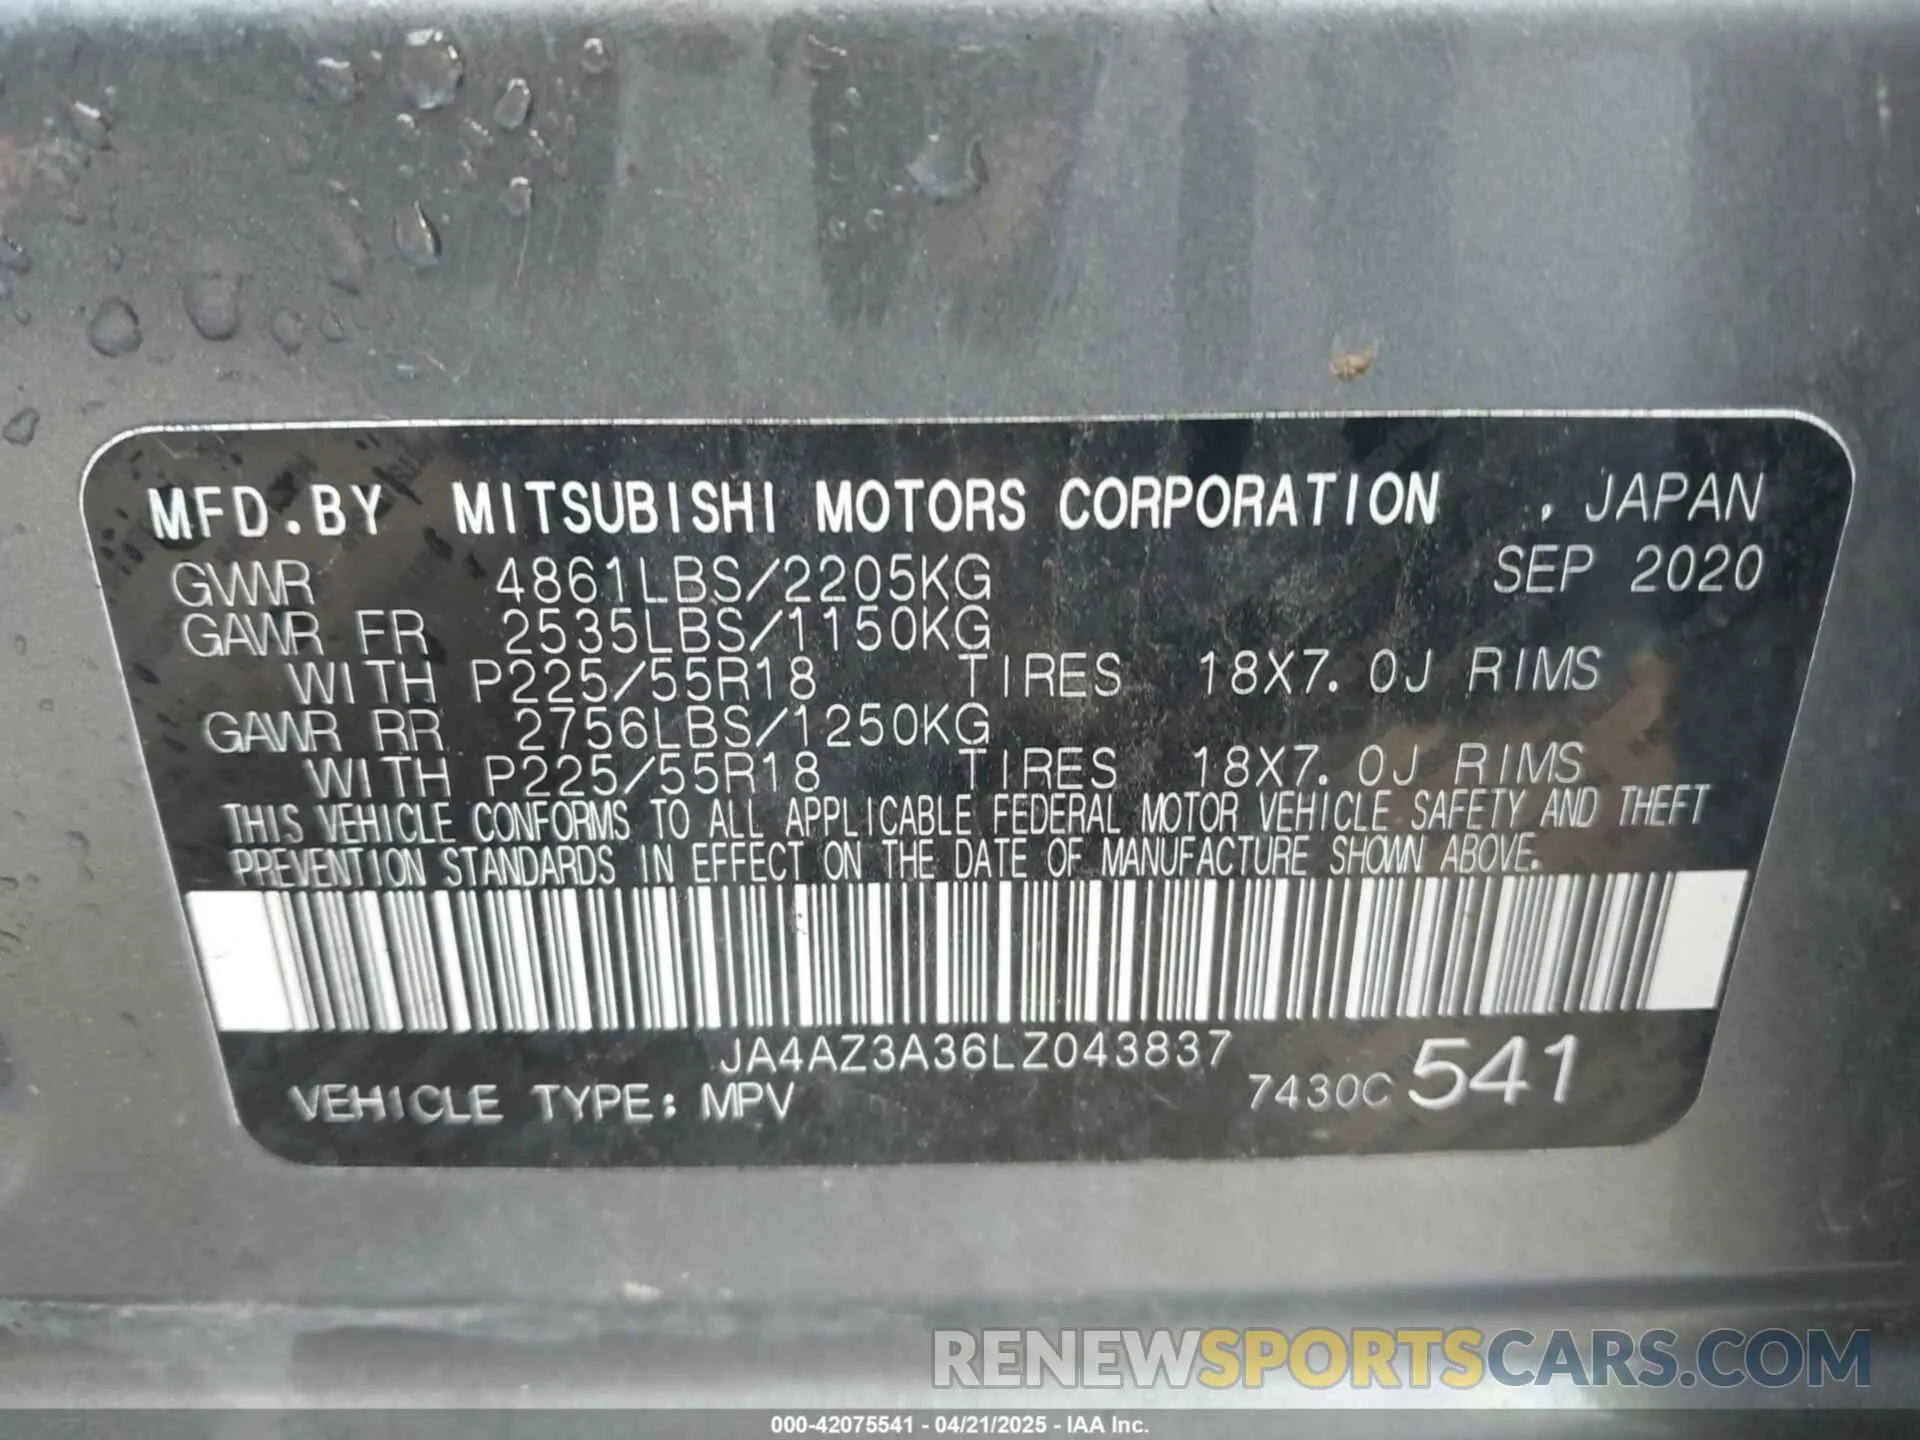 MFD.BY MITSUBISHI MOTORS CORPORATION , JAPAN
GVWR 4861LBS/2205KG SEP 2020
GAWR FR 2535LBS/1150KG
WITH P225/55R18 TIRES 18X7.0J RIMS
GAWR RR 2756LBS/1250KG
WITH P225/55R18 TIRES 18X7.0J RIMS
THIS VEHICLE CONFORMS TO ALL APPLICABLE FEDERAL MOTOR VEHICLE SAFETY AND THEFT
PREVENTION STANDARDS IN EFFECT ON THE DATE OF MANUFACTURE SHOWN ABOVE.
JA4AZ3A36LZ043837
VEHICLE TYPE: MPV 7430C 541
RENEWSPORTSCARS.COM
000-42075541 - 04/21/2025 - IAA Inc.